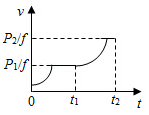 v
P₂/f
P₁/f
0 t₁ t₂ t